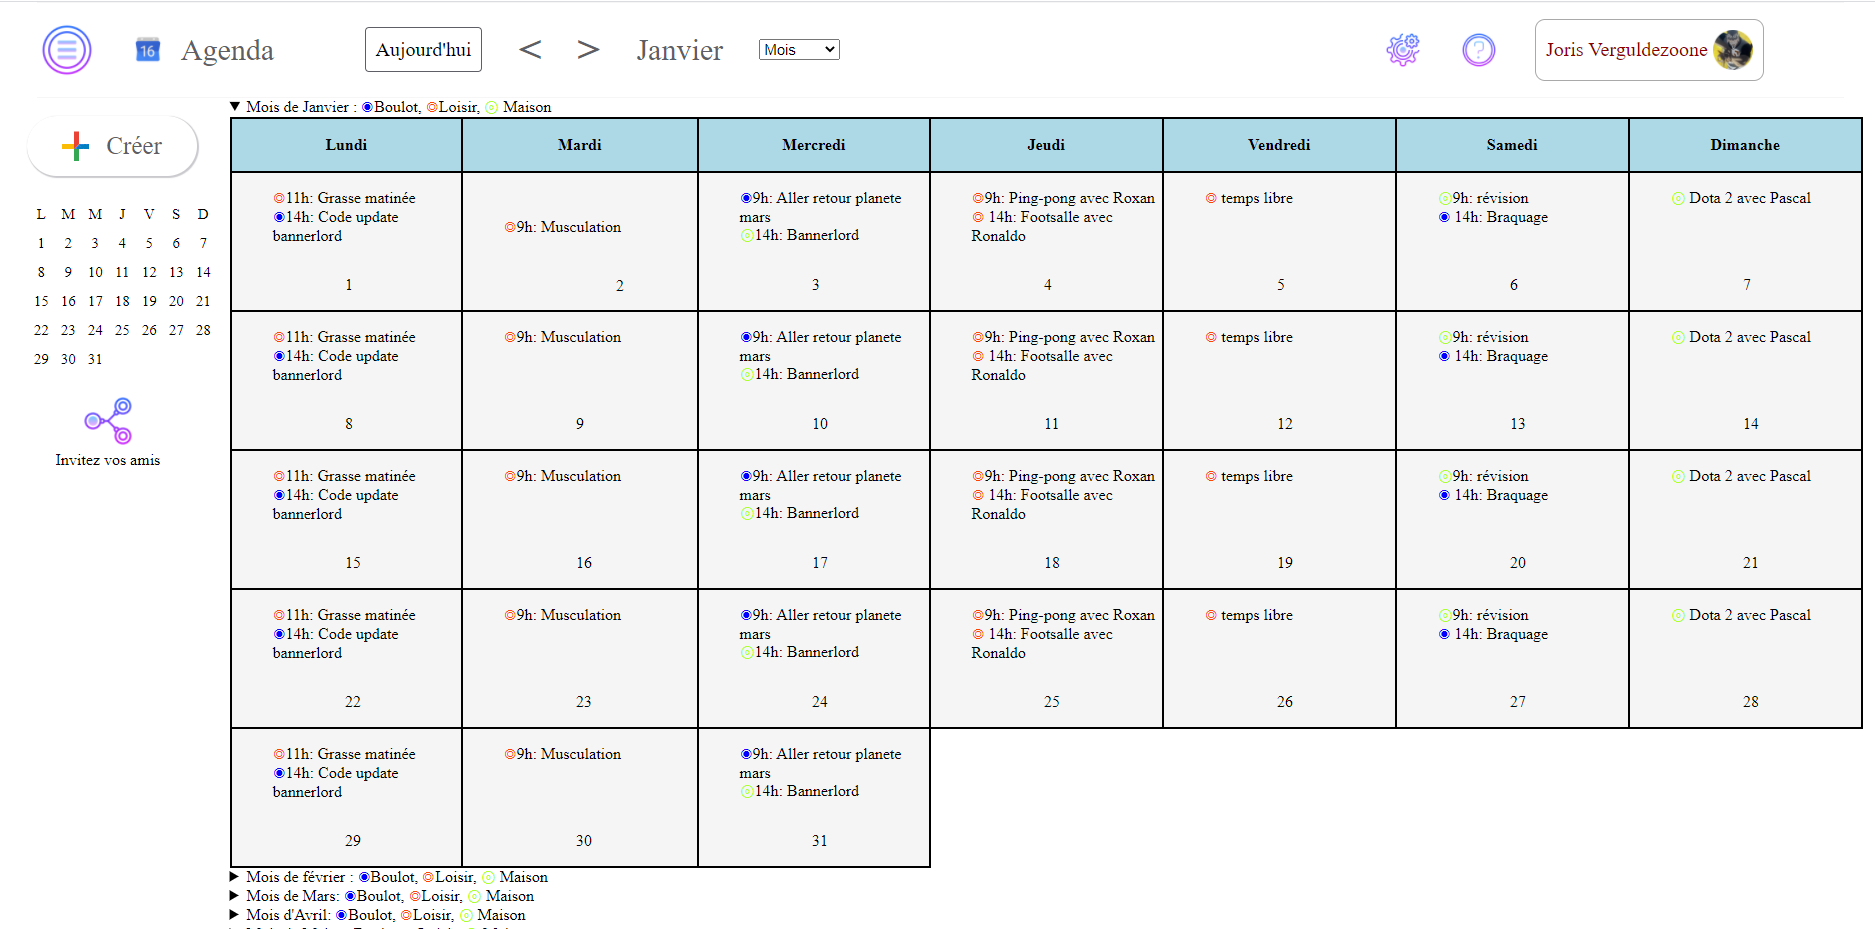 16 Agenda Aujourd'hui < > Janvier Mois ? Joris Verguldezoone
Créer
L M M J V S D
1 2 3 4 5 6 7
8 9 10 11 12 13 14
15 16 17 18 19 20 21
22 23 24 25 26 27 28
29 30 31
Invitez vos amis
▼ Mois de Janvier : ◉Boulot, ◎Loisir, ◎ Maison
Lundi Mardi Mercredi Jeudi Vendredi Samedi Dimanche
◎11h: Grasse matinée
◉14h: Code update
bannerlord
1
◎9h: Musculation
2
◉9h: Aller retour planete
mars
◎14h: Bannerlord
3
◎9h: Ping-pong avec Roxan
◎ 14h: Footsalle avec
Ronaldo
4
◎ temps libre
5
◎9h: révision
◉ 14h: Braquage
6
◎ Dota 2 avec Pascal
7
◎11h: Grasse matinée
◉14h: Code update
bannerlord
8
◎9h: Musculation
9
◉9h: Aller retour planete
mars
◎14h: Bannerlord
10
◎9h: Ping-pong avec Roxan
◎ 14h: Footsalle avec
Ronaldo
11
◎ temps libre
12
◎9h: révision
◉ 14h: Braquage
13
◎ Dota 2 avec Pascal
14
◎11h: Grasse matinée
◉14h: Code update
bannerlord
15
◎9h: Musculation
16
◉9h: Aller retour planete
mars
◎14h: Bannerlord
17
◎9h: Ping-pong avec Roxan
◎ 14h: Footsalle avec
Ronaldo
18
◎ temps libre
19
◎9h: révision
◉ 14h: Braquage
20
◎ Dota 2 avec Pascal
21
◎11h: Grasse matinée
◉14h: Code update
bannerlord
22
◎9h: Musculation
23
◉9h: Aller retour planete
mars
◎14h: Bannerlord
24
◎9h: Ping-pong avec Roxan
◎ 14h: Footsalle avec
Ronaldo
25
◎ temps libre
26
◎9h: révision
◉ 14h: Braquage
27
◎ Dota 2 avec Pascal
28
◎11h: Grasse matinée
◉14h: Code update
bannerlord
29
◎9h: Musculation
30
◉9h: Aller retour planete
mars
◎14h: Bannerlord
31
▶ Mois de février : ◉Boulot, ◎Loisir, ◎ Maison
▶ Mois de Mars: ◉Boulot, ◎Loisir, ◎ Maison
▶ Mois d'Avril: ◉Boulot, ◎Loisir, ◎ Maison